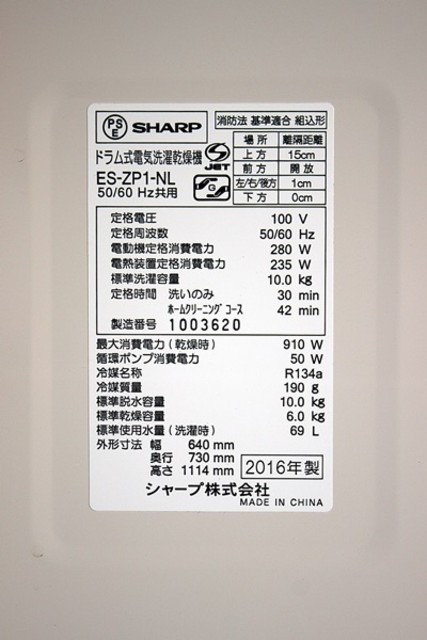 PSE SHARP
ドラム式電気洗濯乾燥機
ES-ZP1-NL
50/60 Hz共用
S-JET
G
消防法 基準適合 組込形
場所 離隔距離
上方 15cm
前方 開放
左/右/後方 1cm
下方 0cm
定格電圧 100 V
定格周波数 50/60 Hz
電動機定格消費電力 280 W
電熱装置定格消費電力 235 W
標準洗濯容量 10.0 kg
定格時間 洗いのみ 30 min
ホームクリーニングコース 42 min
製造番号 1003620
最大消費電力(乾燥時) 910 W
循環ポンプ消費電力 50 W
冷媒名称 R134a
冷媒質量 190 g
標準脱水容量 10.0 kg
標準乾燥容量 6.0 kg
標準使用水量(洗濯時) 69 L
外形寸法 幅 640 mm
奥行 730 mm
高さ 1114 mm
2016年製
シャープ株式会社
MADE IN CHINA